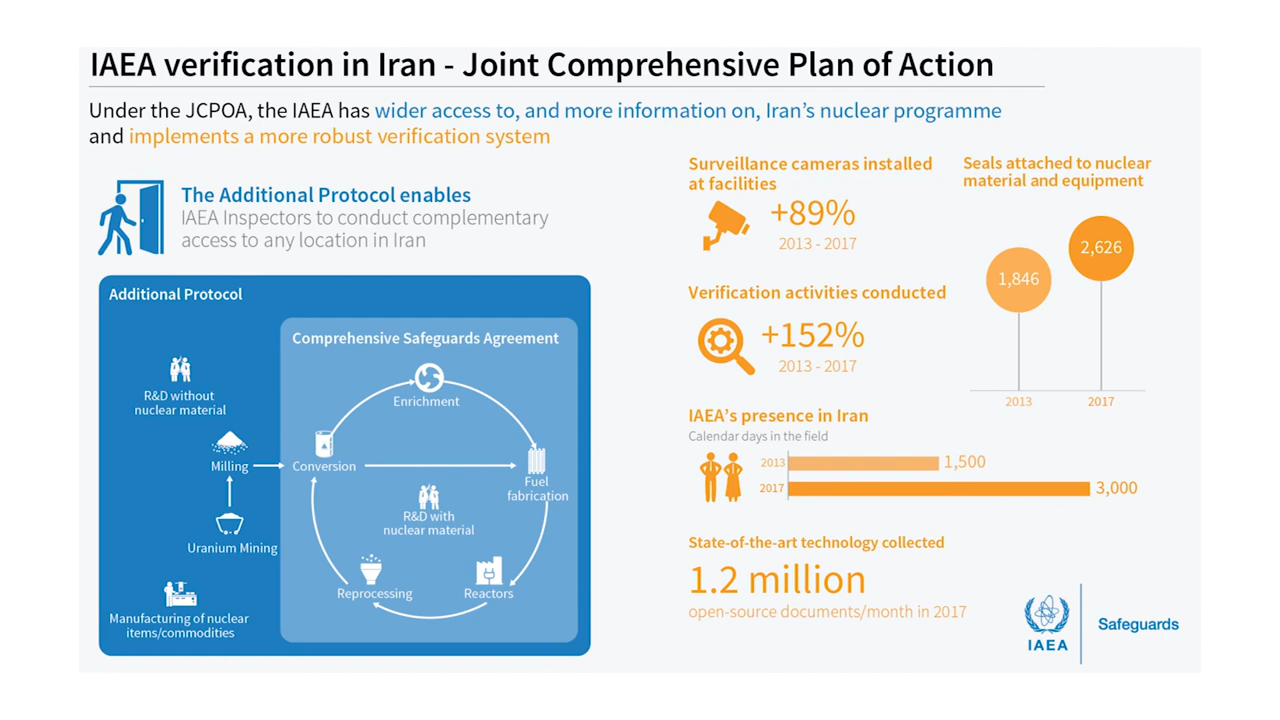 IAEA verification in Iran - Joint Comprehensive Plan of Action
Under the JCPOA, the IAEA has wider access to, and more information on, Iran's nuclear programme
and implements a more robust verification system
The Additional Protocol enables
IAEA Inspectors to conduct complementary
access to any location in Iran
Additional Protocol
Comprehensive Safeguards Agreement
R&D without
nuclear material
Milling
Uranium Mining
Manufacturing of nuclear
items/commodities
Enrichment
Conversion
Fuel
fabrication
R&D with
nuclear material
Reprocessing
Reactors
Surveillance cameras installed
at facilities
+89%
2013 - 2017
Verification activities conducted
+152%
2013 - 2017
Seals attached to nuclear
material and equipment
1,846
2,626
2013
2017
IAEA's presence in Iran
Calendar days in the field
2013
1,500
2017
3,000
State-of-the-art technology collected
1.2 million
open-source documents/month in 2017
IAEA
Safeguards